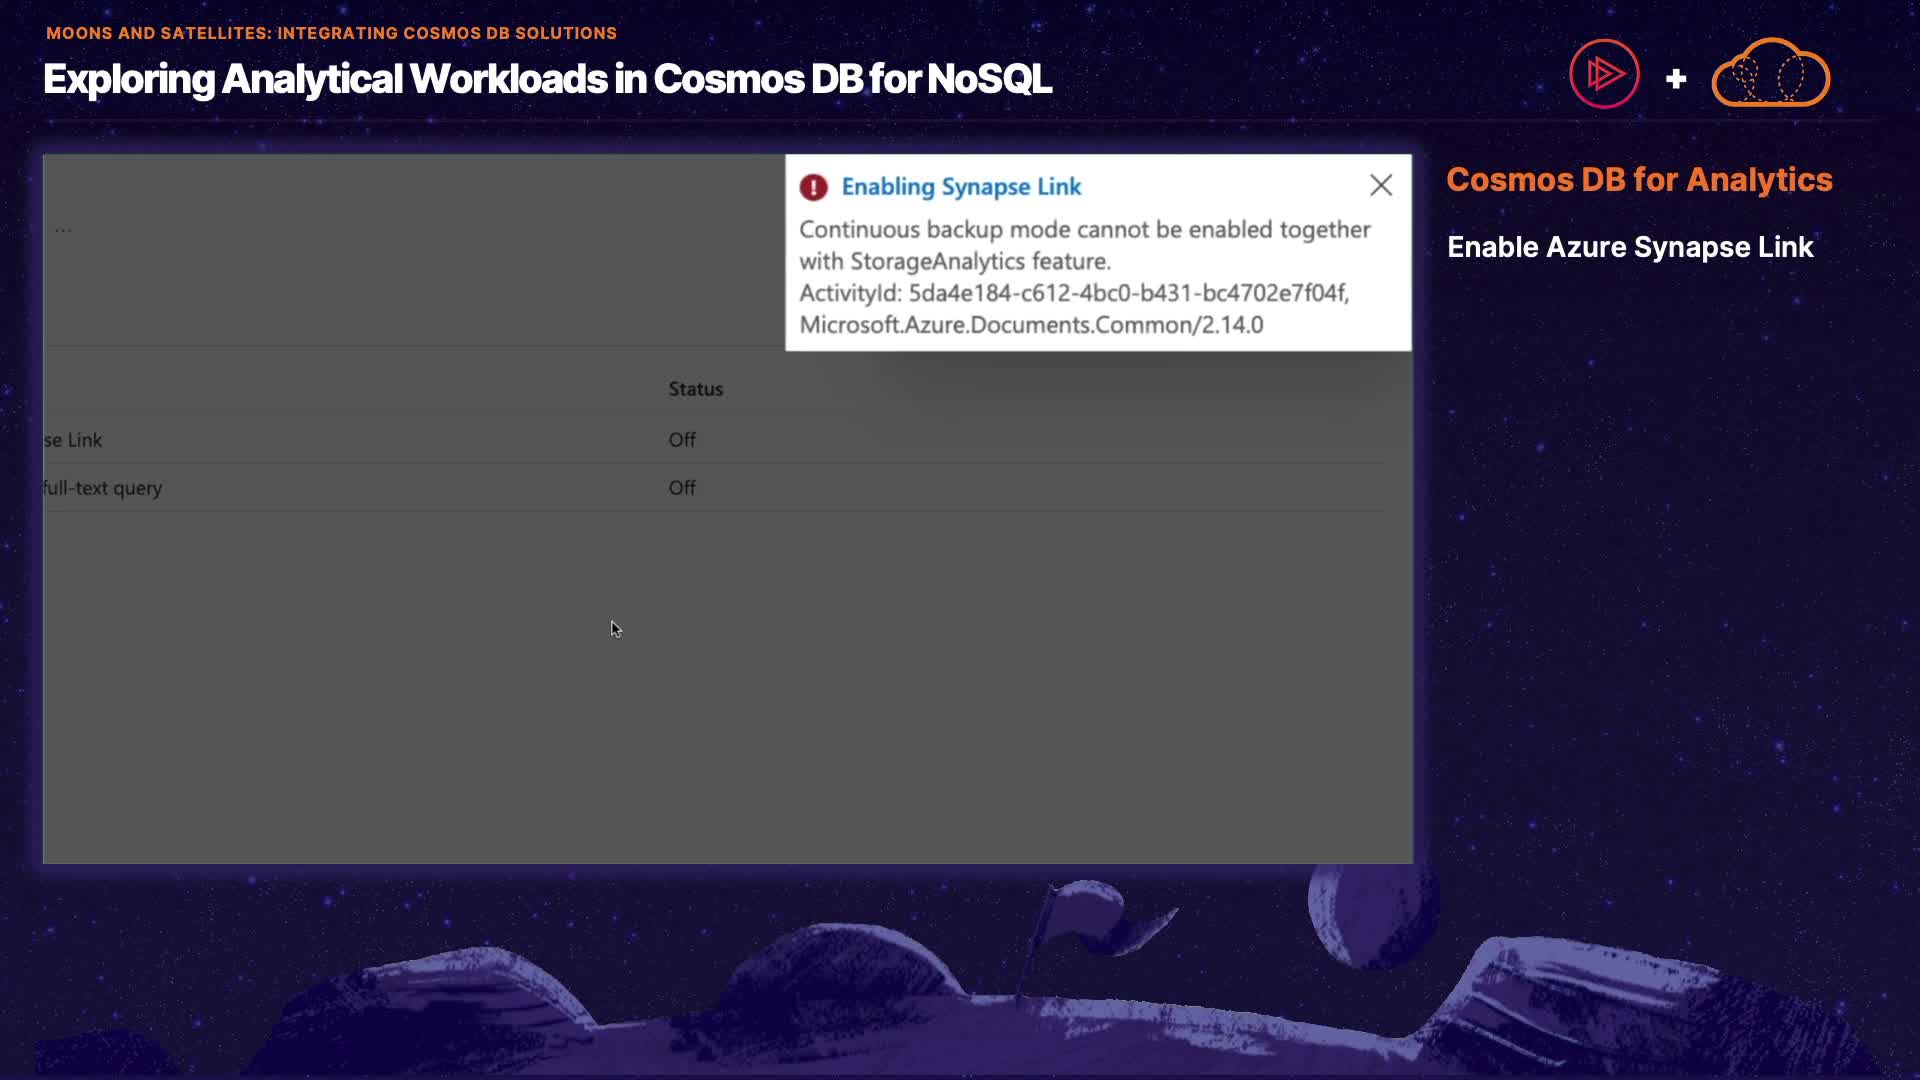 MOONS AND SATELLITES: INTEGRATING COSMOS DB SOLUTIONS
Exploring Analytical Workloads in Cosmos DB for NoSQL
+
Enabling Synapse Link
Continuous backup mode cannot be enabled together
with StorageAnalytics feature.
ActivityId: 5da4e184-c612-4bc0-b431-bc4702e7f04f,
Microsoft.Azure.Documents.Common/2.14.0
...
Status
se Link Off
full-text query Off
Cosmos DB for Analytics
Enable Azure Synapse Link